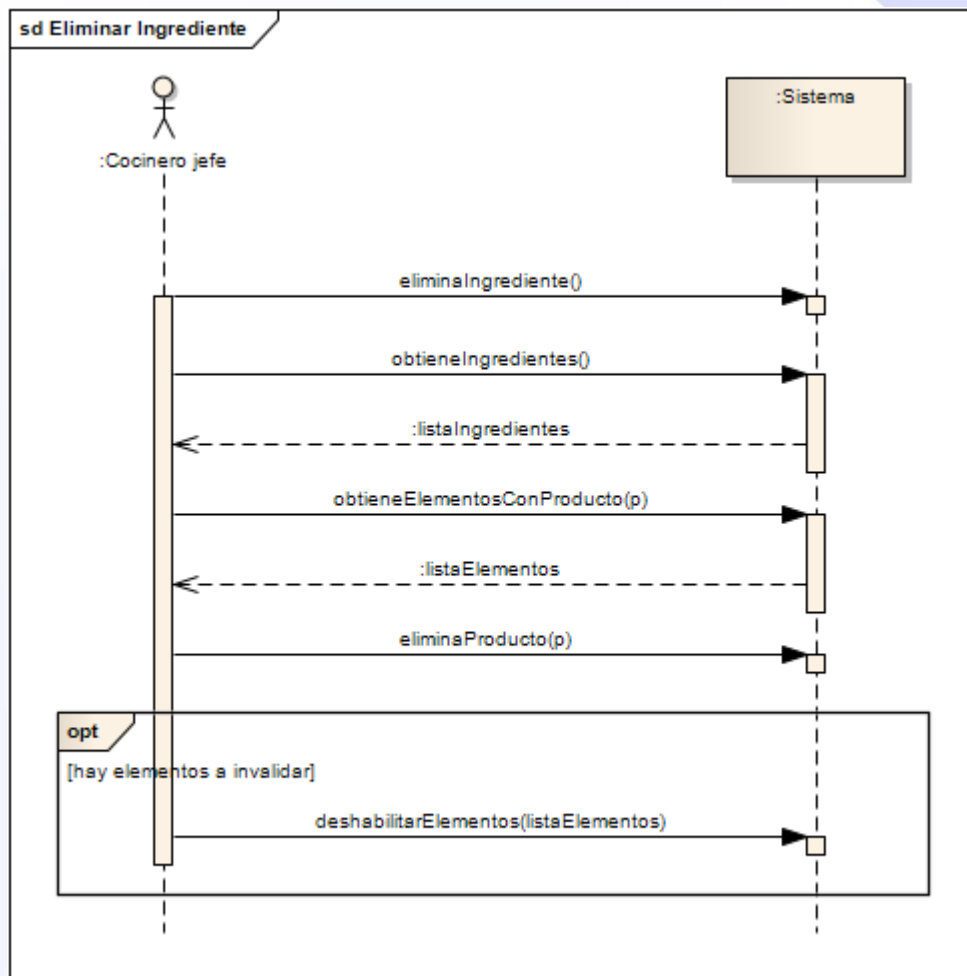 sd Eliminar Ingrediente
:Cocinero jefe
:Sistema
eliminaIngrediente()
obtieneIngredientes()
:listaIngredientes
obtieneElementosConProducto(p)
:listaElementos
eliminaProducto(p)
opt
[hay elementos a invalidar]
deshabilitarElementos(listaElementos)